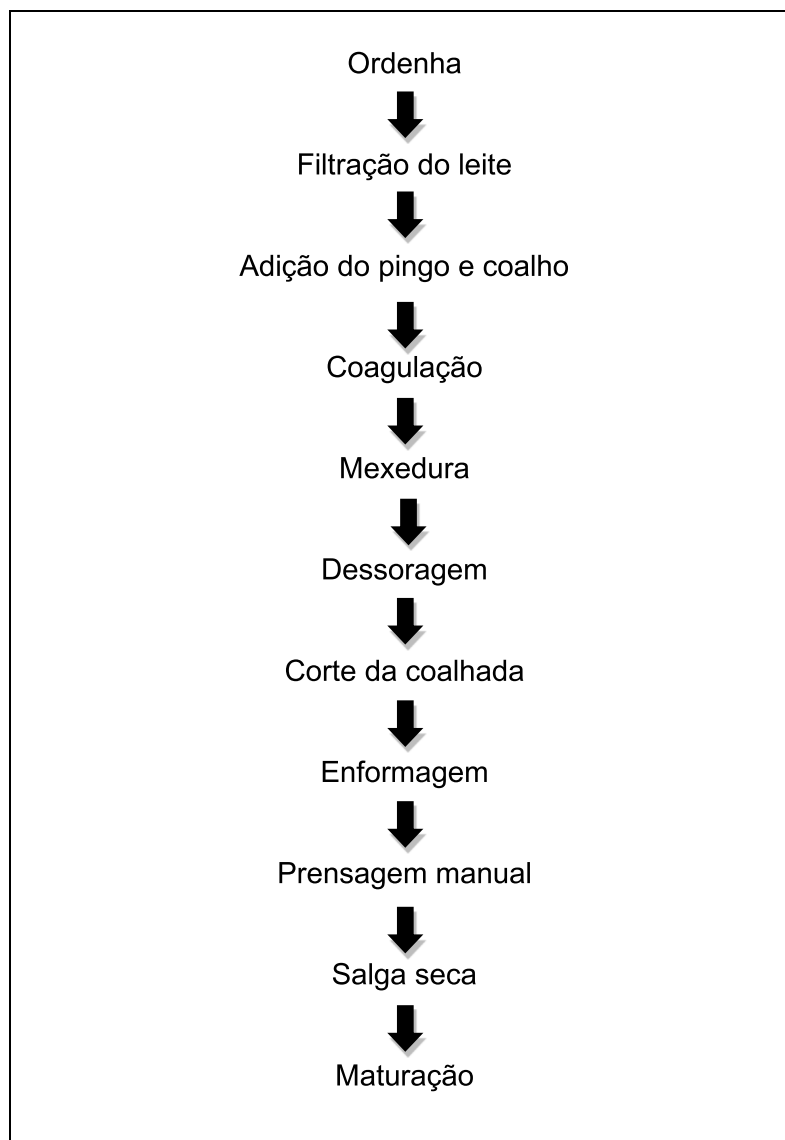 Ordenha
Filtração do leite
Adição do pingo e coalho
Coagulação
Mexedura
Dessoragem
Corte da coalhada
Enformagem
Prensagem manual
Salga seca
Maturação